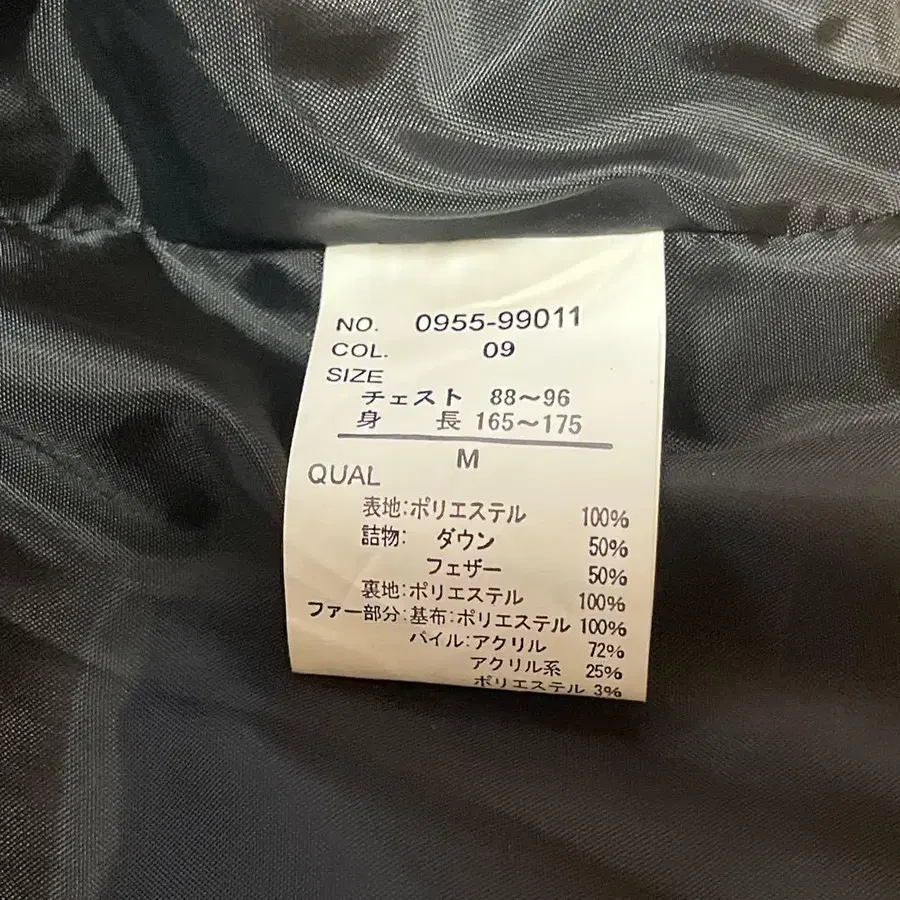 NO. 0955-99011
COL. 09
SIZE
チェスト 88～96
身 長 165～175
M
QUAL
表地:ポリエステル 100%
詰物: ダウン 50%
フェザー 50%
裏地:ポリエステル 100%
ファー部分:基布:ポリエステル 100%
パイル:アクリル 72%
アクリル系 25%
ポリエステル 3%